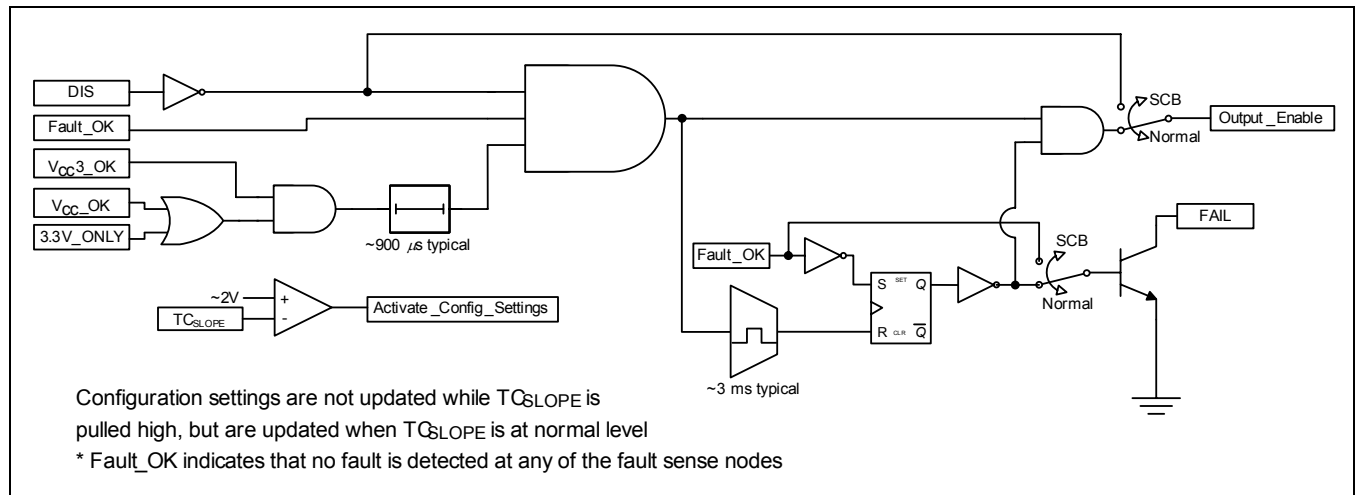 DIS
Fault_OK
VCC3_OK
VCC_OK
3.3V_ONLY
~900 µs typical
~2V
+
-
TCSLOPE
Activate_Config_Settings
SCB
Normal
Output_Enable
Fault_OK
S SET Q
R CLR Q
~3 ms typical
SCB
Normal
FAIL
Configuration settings are not updated while TCSLOPE is
pulled high, but are updated when TCSLOPE is at normal level
* Fault_OK indicates that no fault is detected at any of the fault sense nodes